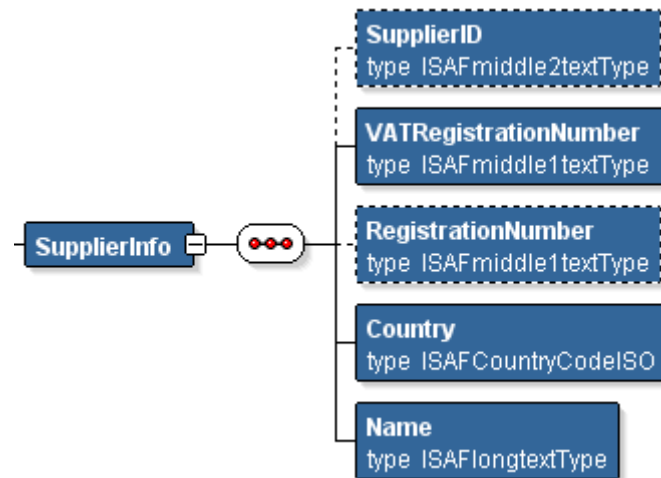 SupplierID
type ISAFmiddle2textType
VATRegistrationNumber
type ISAFmiddle1textType
SupplierInfo
RegistrationNumber
type ISAFmiddle1textType
Country
type ISAFCountryCodeISO
Name
type ISAFlongtextType